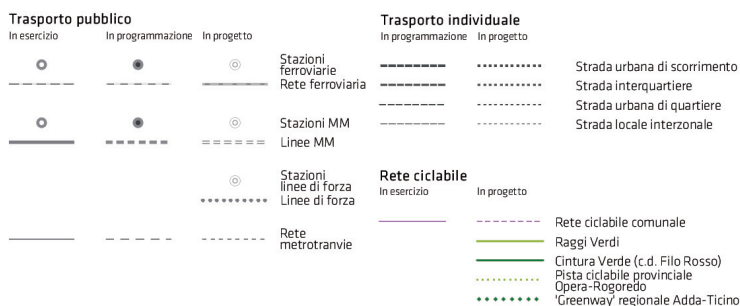 Trasporto pubblico
In esercizio In programmazione In progetto
Stazioni
ferroviarie
Rete ferroviaria
Stazioni MM
Linee MM
Stazioni
linee di forza
Linee di forza
Rete
metrotranvie
Trasporto individuale
In programmazione In progetto
Strada urbana di scorrimento
Strada interquartiere
Strada urbana di quartiere
Strada locale interzonale
Rete ciclabile
In esercizio In progetto
Rete ciclabile comunale
Raggi Verdi
Cintura Verde (c.d. Filo Rosso)
Pista ciclabile provinciale
Opera-Rogoredo
'Greenway' regionale Adda-Ticino